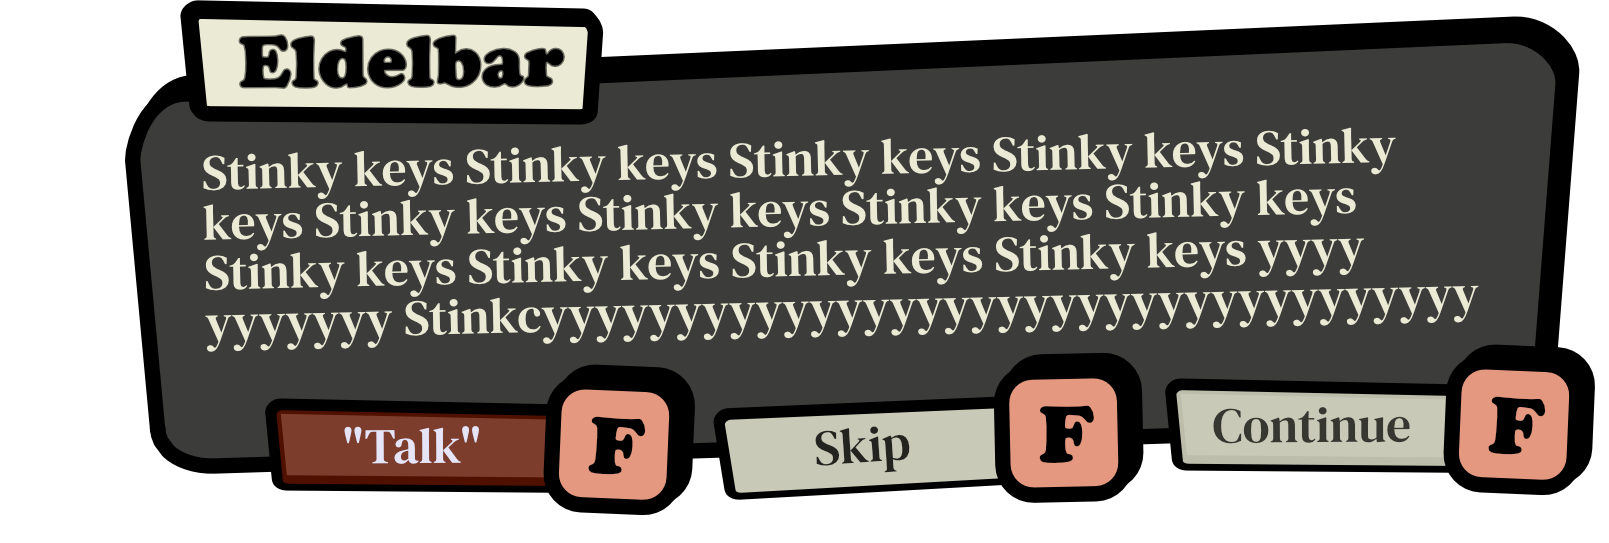 Eldelbar
Stinky keys Stinky keys Stinky keys Stinky keys Stinky
keys Stinky keys Stinky keys Stinky keys Stinky keys
Stinky keys Stinky keys Stinky keys Stinky keys yyyy
yyyyyyy Stinkcyyyyyyyyyyyyyyyyyyyyyyyyyyyyyyyyyyy
"Talk" F
Skip F
Continue F